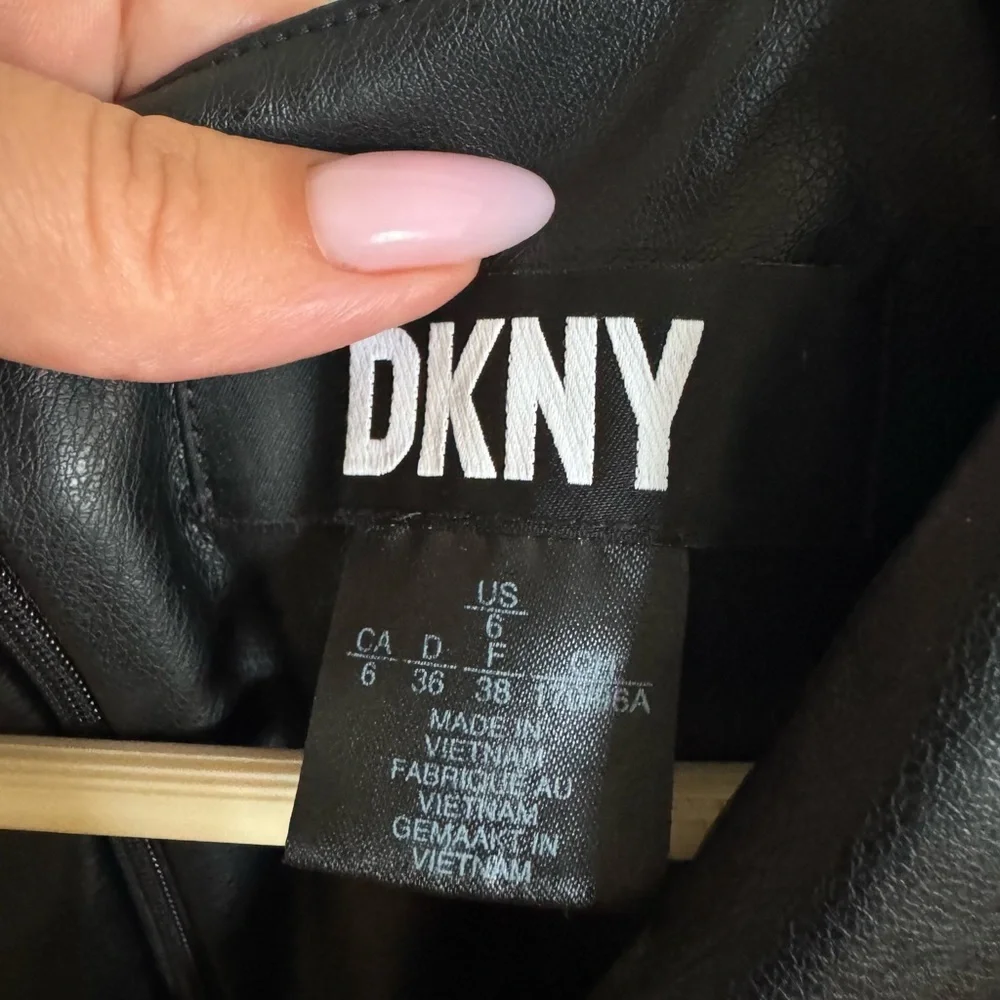 DKNY
US
6
CA D F
6 36 38
MADE IN
VIETNAM
FABRIQUE AU
VIETNAM
GEMAAKT IN
VIETNAM